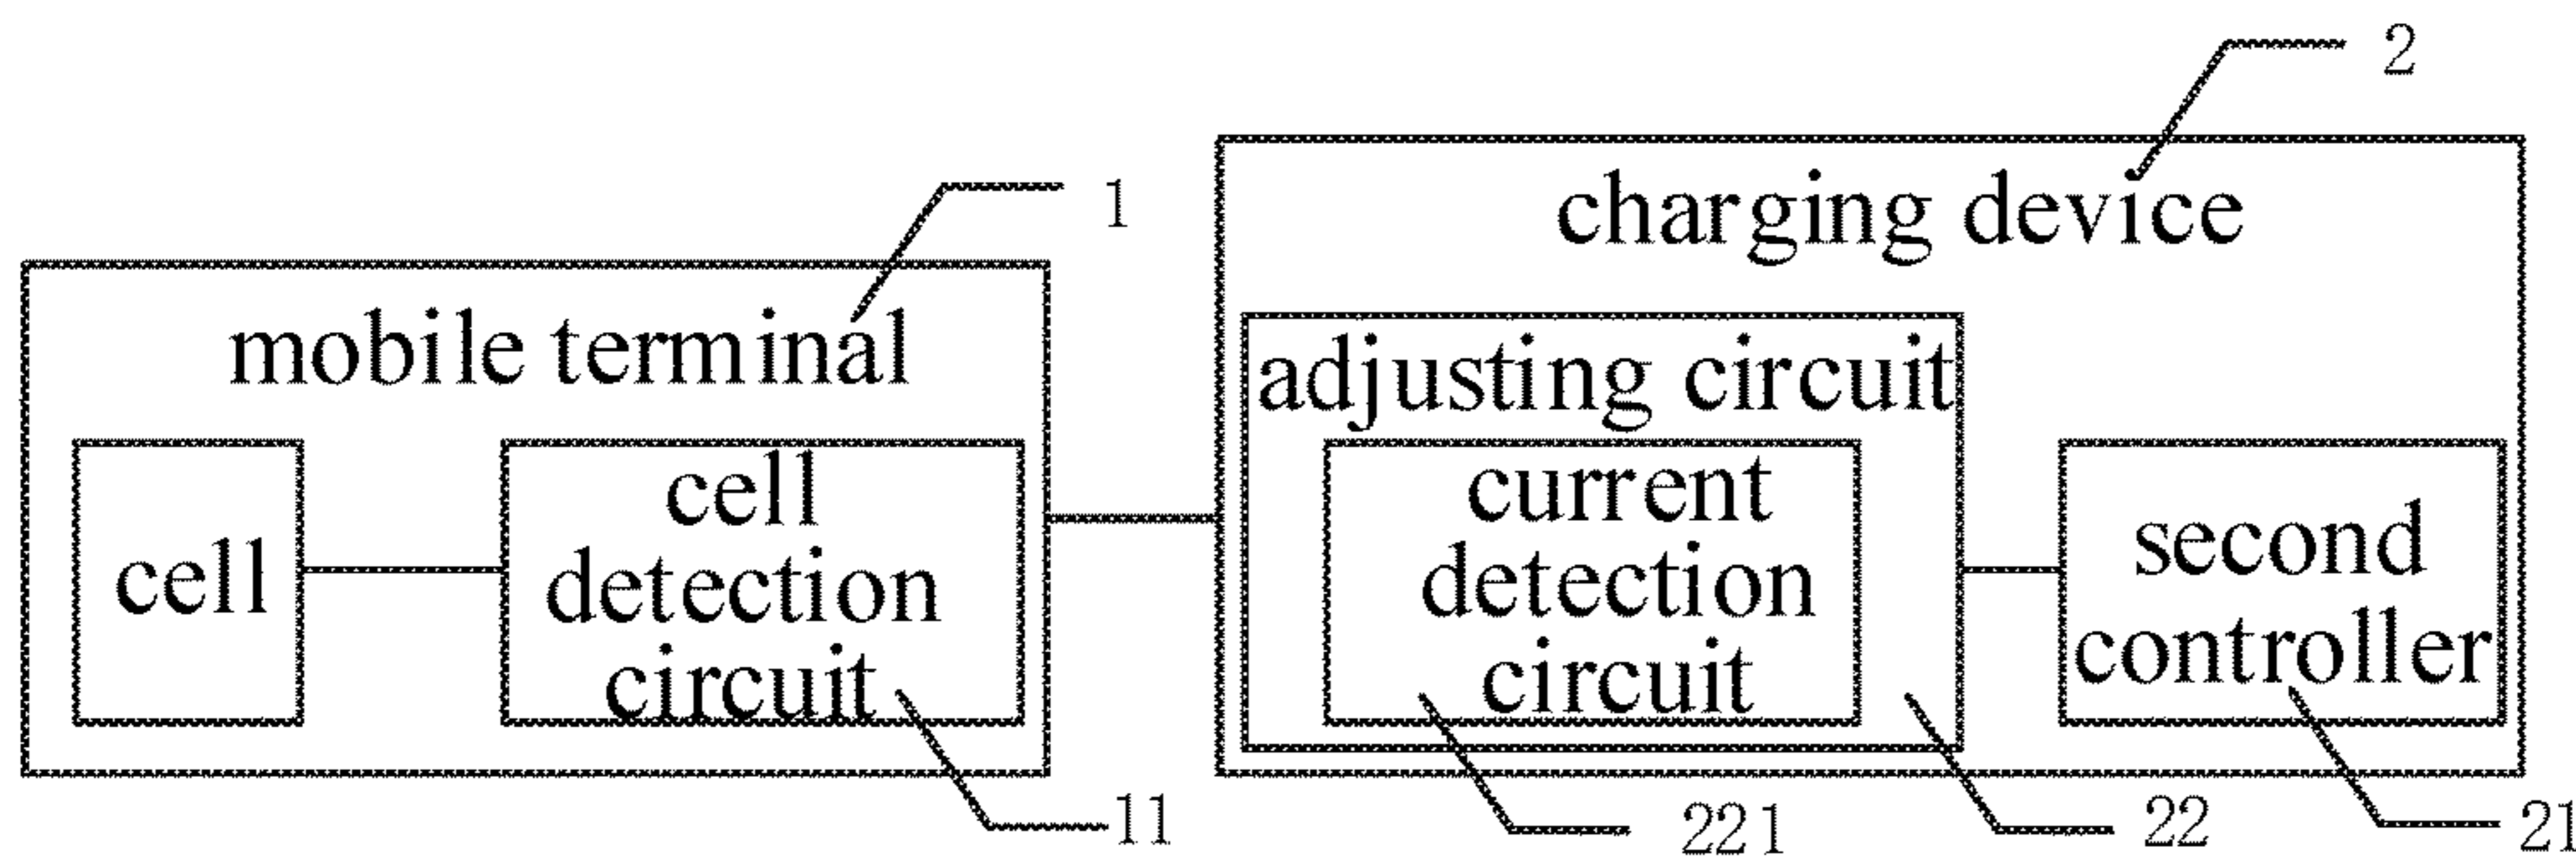 2
1
charging device
mobile terminal
adjusting circuit
cell
cell
detection
circuit
current
detection
circuit
second
controller
11
221
22
21